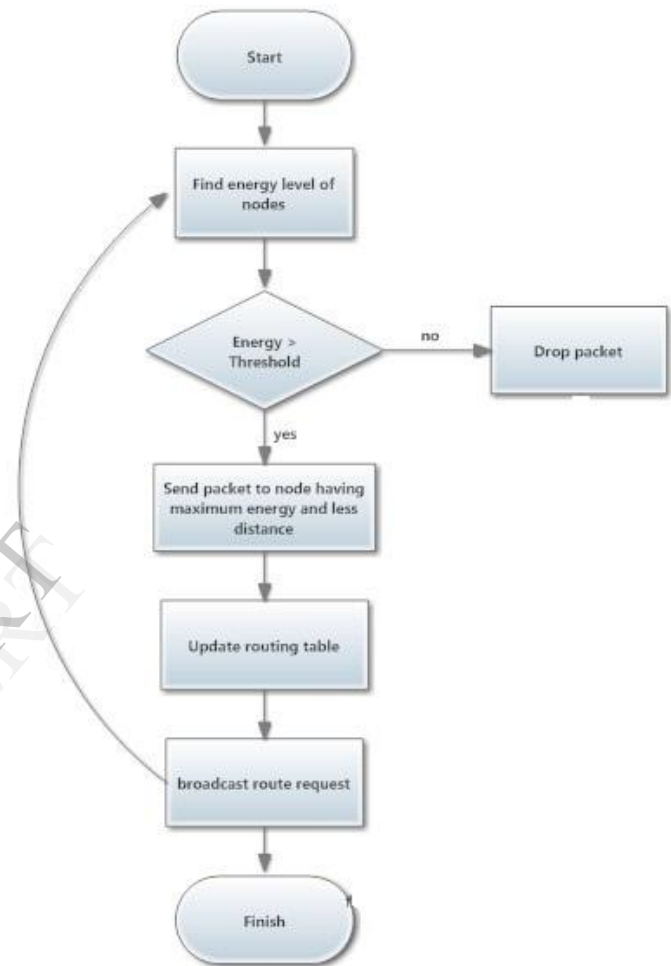 Start
Find energy level of
nodes
Energy >
Threshold
no
Drop packet
yes
Send packet to node having
maximum energy and less
distance
Update routing table
broadcast route request
Finish